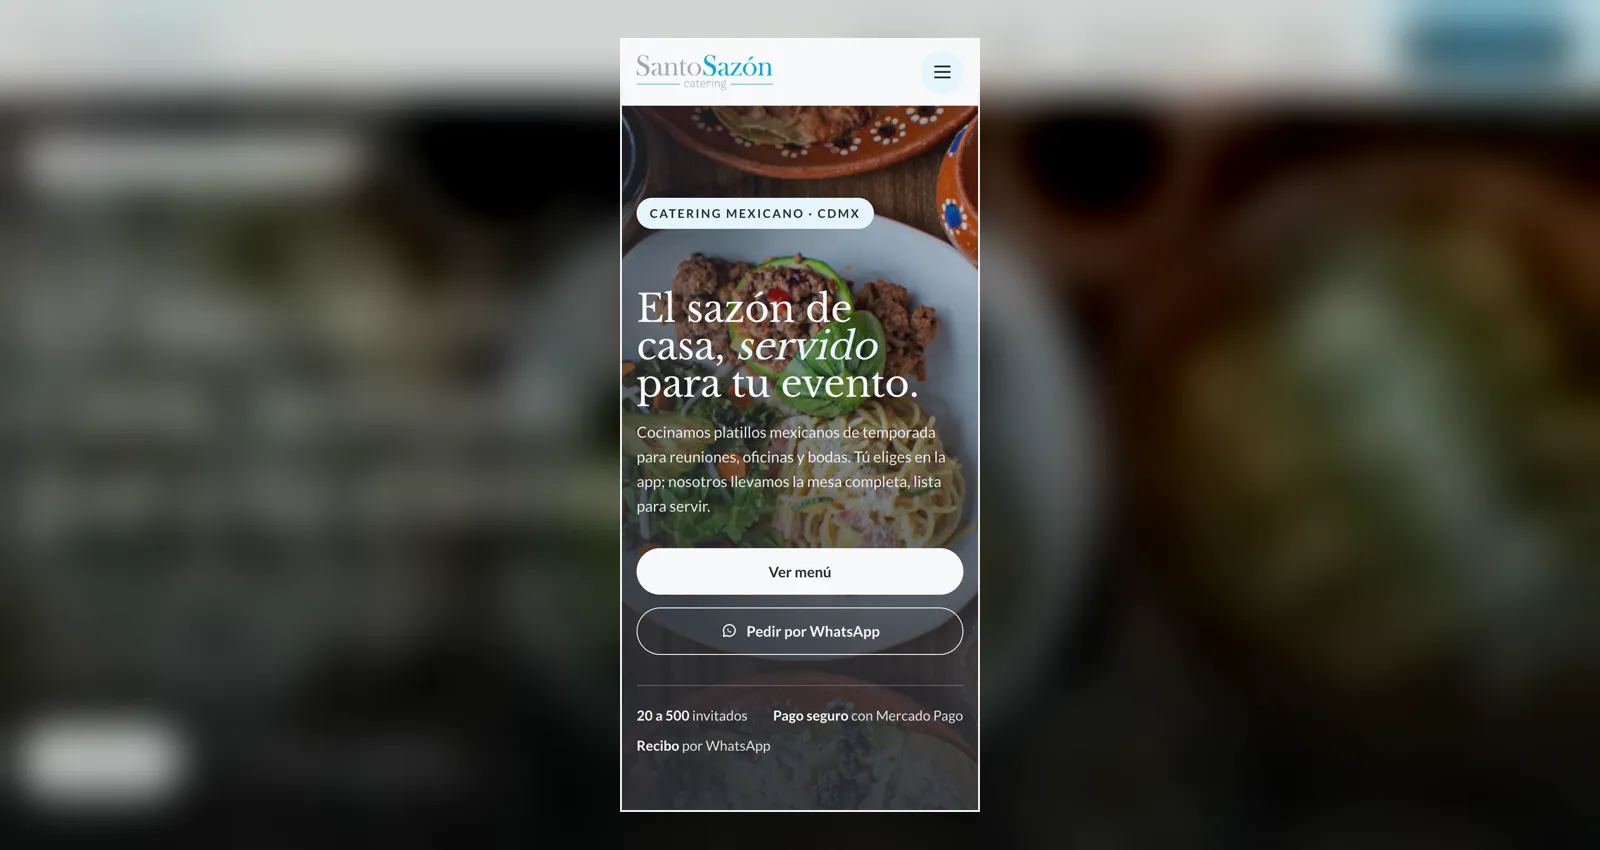 SantoSazón
catering
CATERING MEXICANO · CDMX
El sazón de
casa, servido
para tu evento.
Cocinamos platillos mexicanos de temporada
para reuniones, oficinas y bodas. Tú eliges en la
app; nosotros llevamos la mesa completa, lista
para servir.
Ver menú
Pedir por WhatsApp
20 a 500 invitados
Pago seguro con Mercado Pago
Recibo por WhatsApp